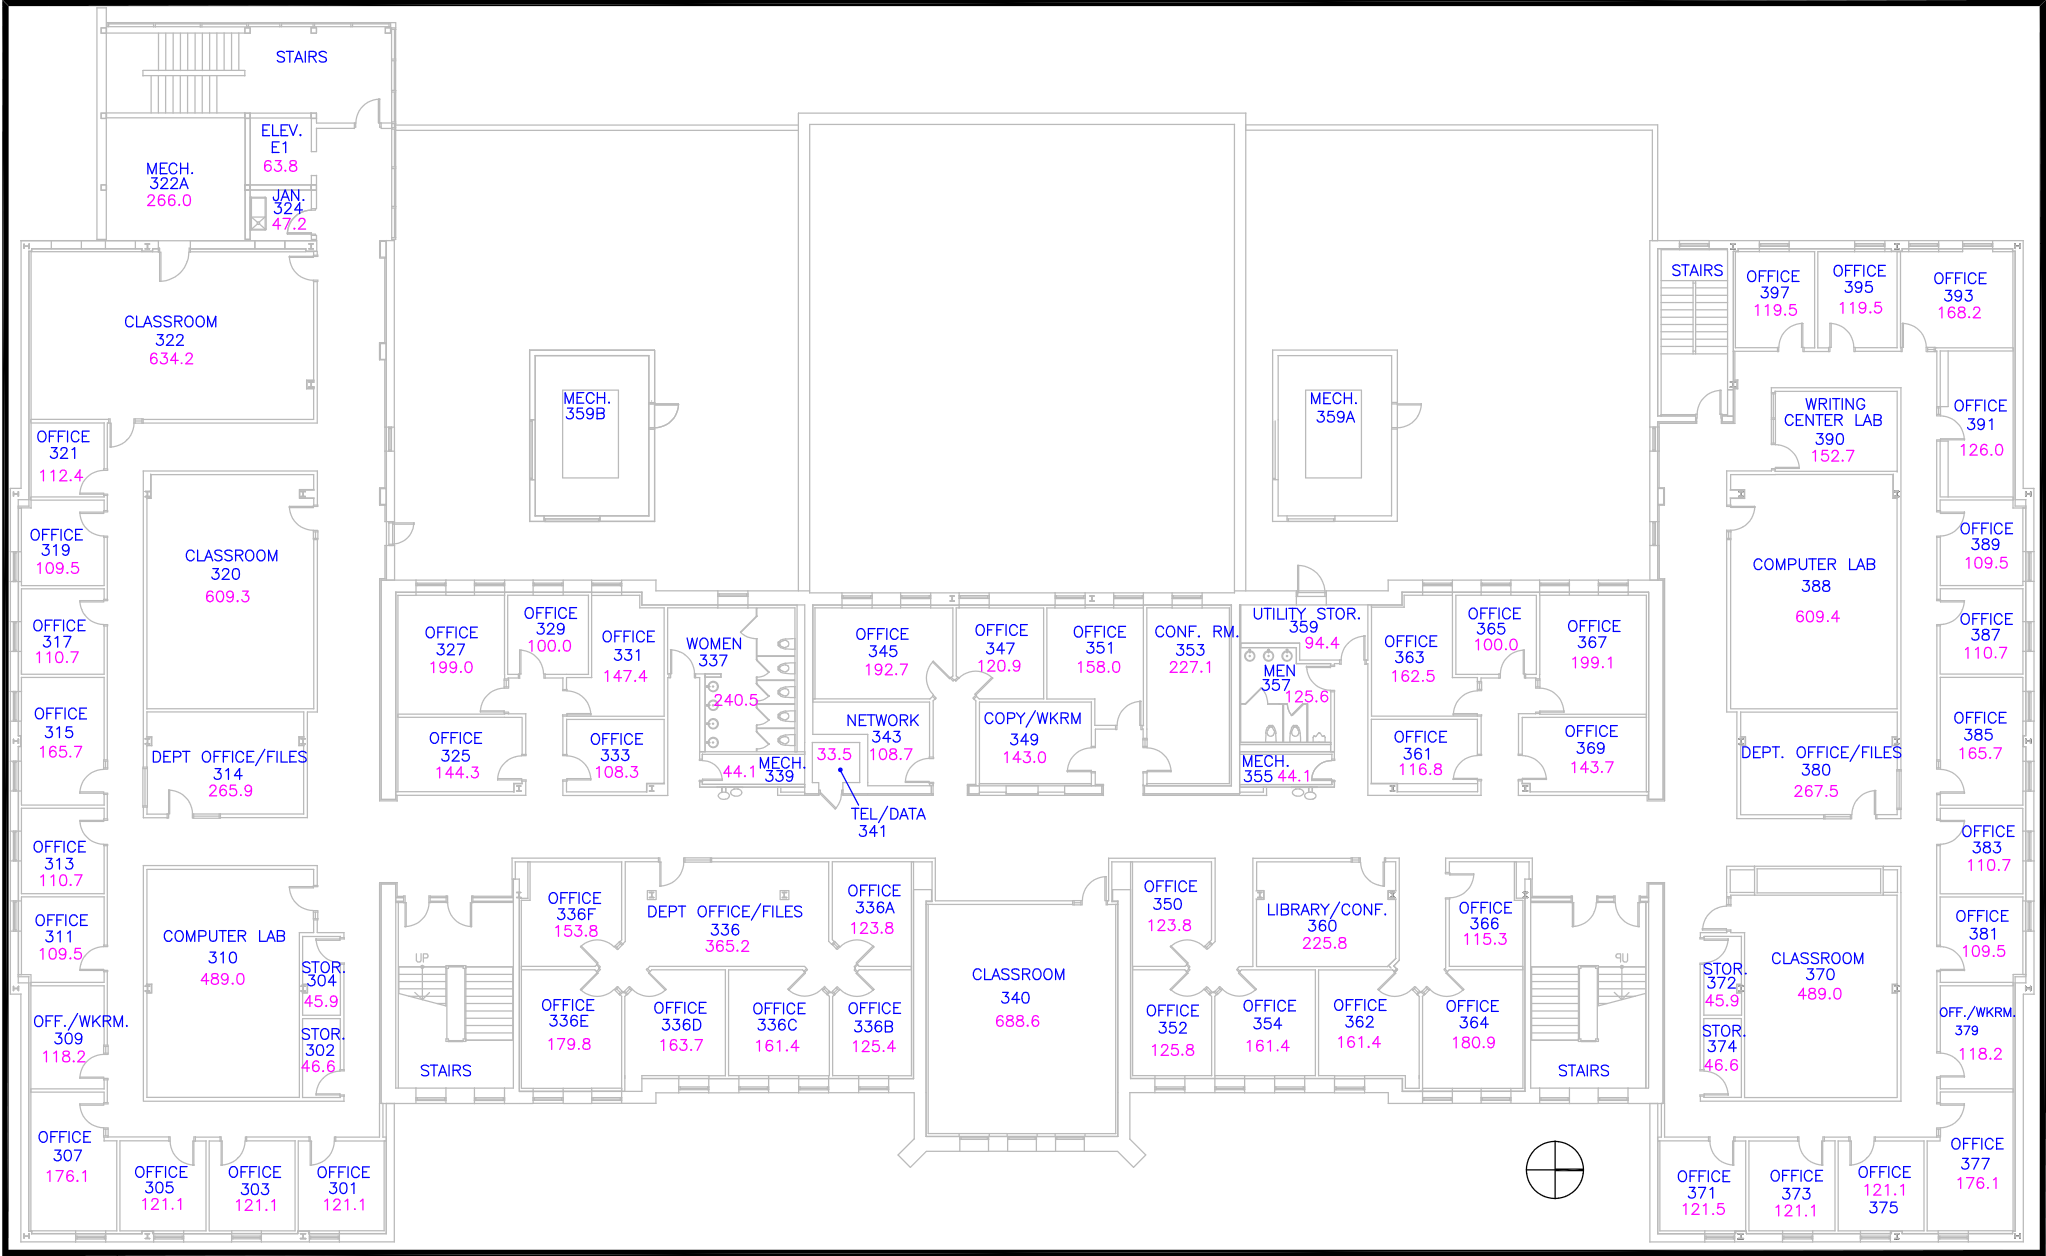 STAIRS
ELEV.
E1
63.8
MECH.
322A
266.0
JAN.
324
47.2
CLASSROOM
322
634.2
OFFICE
321
112.4
OFFICE
319
109.5
CLASSROOM
320
609.3
OFFICE
317
110.7
OFFICE
315
165.7
DEPT OFFICE/FILES
314
265.9
OFFICE
313
110.7
OFFICE
311
109.5
COMPUTER LAB
310
489.0
STOR.
304
45.9
STOR.
302
46.6
OFF./WKRM.
309
118.2
OFFICE
307
176.1
OFFICE
305
121.1
OFFICE
303
121.1
OFFICE
301
121.1
MECH.
359B
MECH.
359A
OFFICE
327
199.0
OFFICE
329
100.0
OFFICE
331
147.4
OFFICE
325
144.3
OFFICE
333
108.3
WOMEN
337
240.5
44.1
MECH.
339
OFFICE
345
192.7
NETWORK
343
108.7
33.5
TEL/DATA
341
OFFICE
347
120.9
COPY/WKRM
349
143.0
OFFICE
351
158.0
CONF. RM.
353
227.1
UTILITY STOR.
359
94.4
MEN
357
125.6
MECH.
355
44.1
OFFICE
363
162.5
OFFICE
365
100.0
OFFICE
367
199.1
OFFICE
361
116.8
OFFICE
369
143.7
UP
STAIRS
OFFICE
336F
153.8
DEPT OFFICE/FILES
336
365.2
OFFICE
336A
123.8
OFFICE
336E
179.8
OFFICE
336D
163.7
OFFICE
336C
161.4
OFFICE
336B
125.4
CLASSROOM
340
688.6
OFFICE
350
123.8
LIBRARY/CONF.
360
225.8
OFFICE
366
115.3
OFFICE
352
125.8
OFFICE
354
161.4
OFFICE
362
161.4
OFFICE
364
180.9
UP
STAIRS
STAIRS
OFFICE
397
119.5
OFFICE
395
119.5
OFFICE
393
168.2
WRITING
CENTER LAB
390
152.7
OFFICE
391
126.0
COMPUTER LAB
388
609.4
OFFICE
389
109.5
OFFICE
387
110.7
OFFICE
385
165.7
DEPT. OFFICE/FILES
380
267.5
OFFICE
383
110.7
OFFICE
381
109.5
CLASSROOM
370
489.0
STOR.
372
45.9
STOR.
374
46.6
OFF./WKRM.
379
118.2
OFFICE
377
176.1
OFFICE
371
121.5
OFFICE
373
121.1
OFFICE
121.1
375